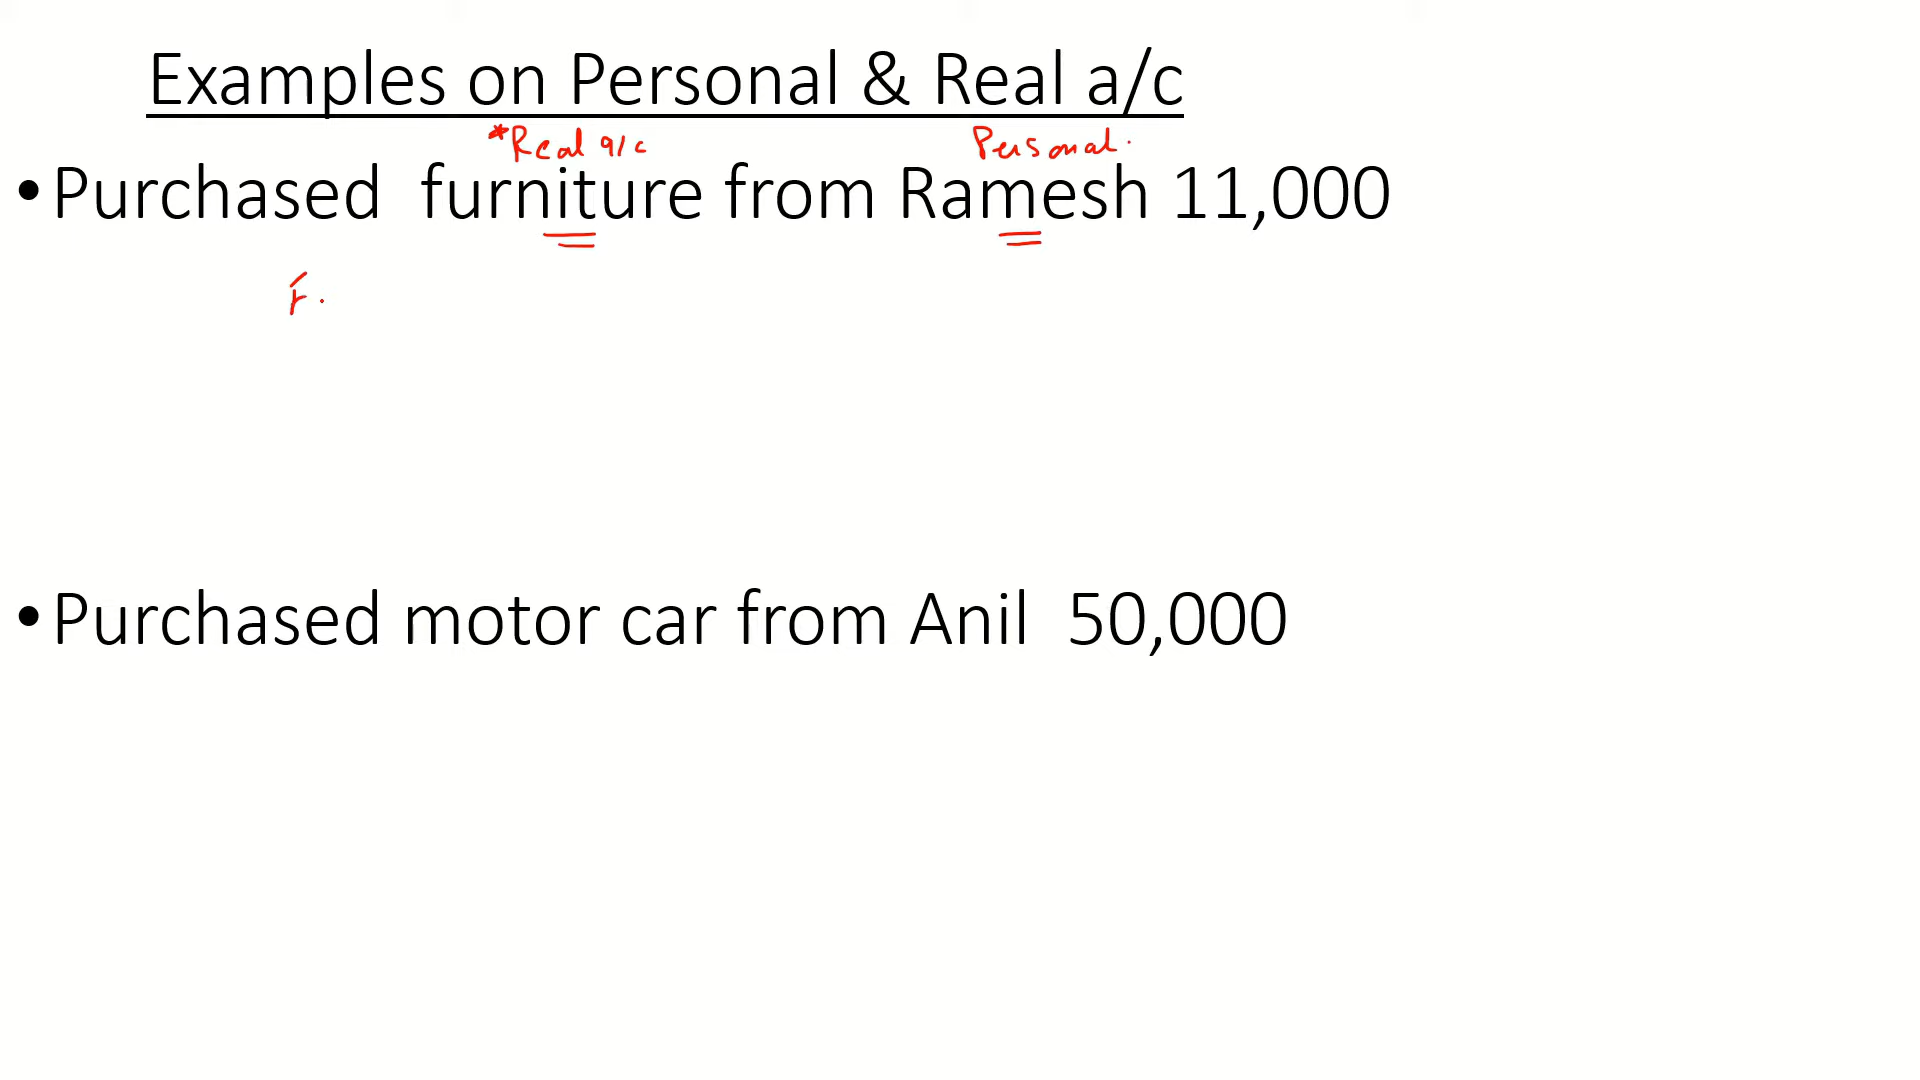 Examples on Personal & Real a/c
*Real a/c Personal.
•Purchased furniture from Ramesh 11,000
F.
•Purchased motor car from Anil 50,000